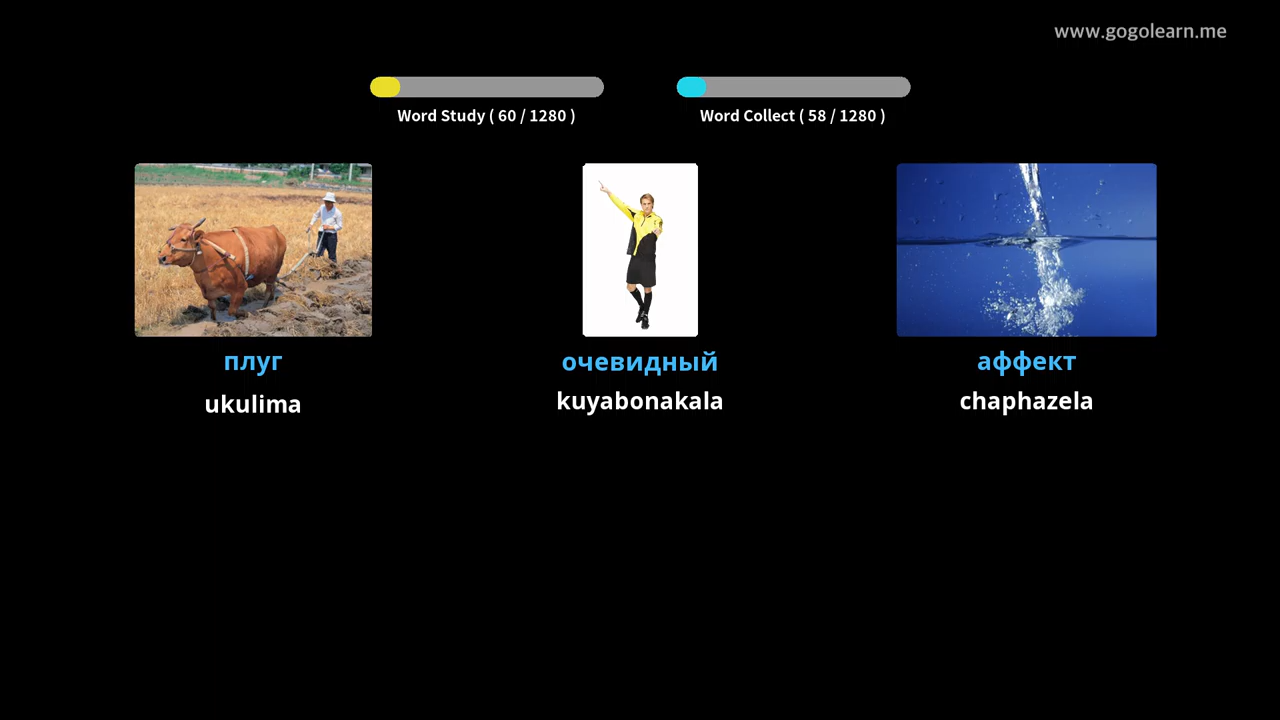 www.gogolearn.me
Word Study ( 60 / 1280 )
Word Collect ( 58 / 1280 )
плуг
очевидный
аффект
ukulima
kuyabonakala
chaphazela